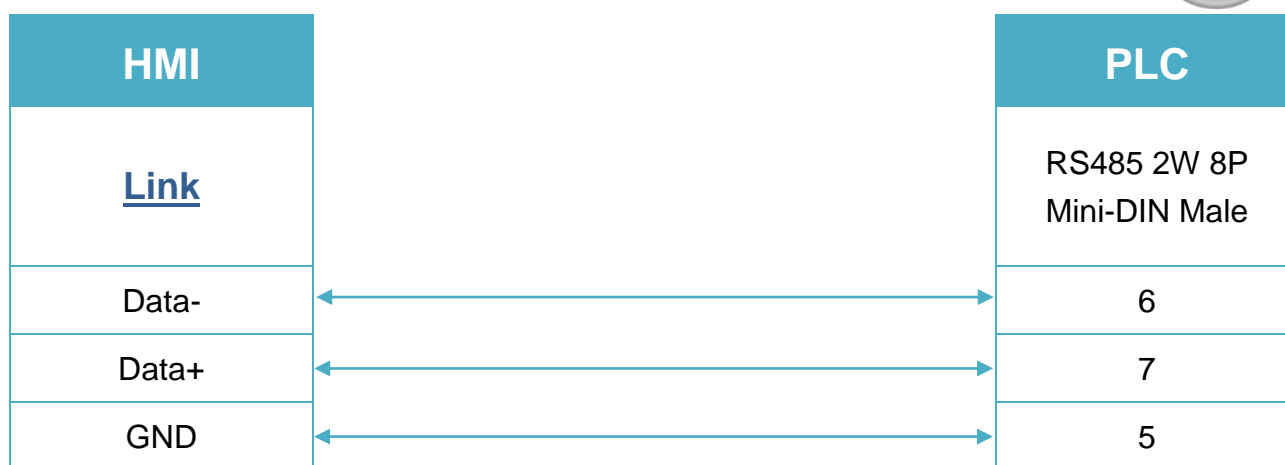 HMI PLC
Link RS485 2W 8P
Mini-DIN Male
Data- 6
Data+ 7
GND 5